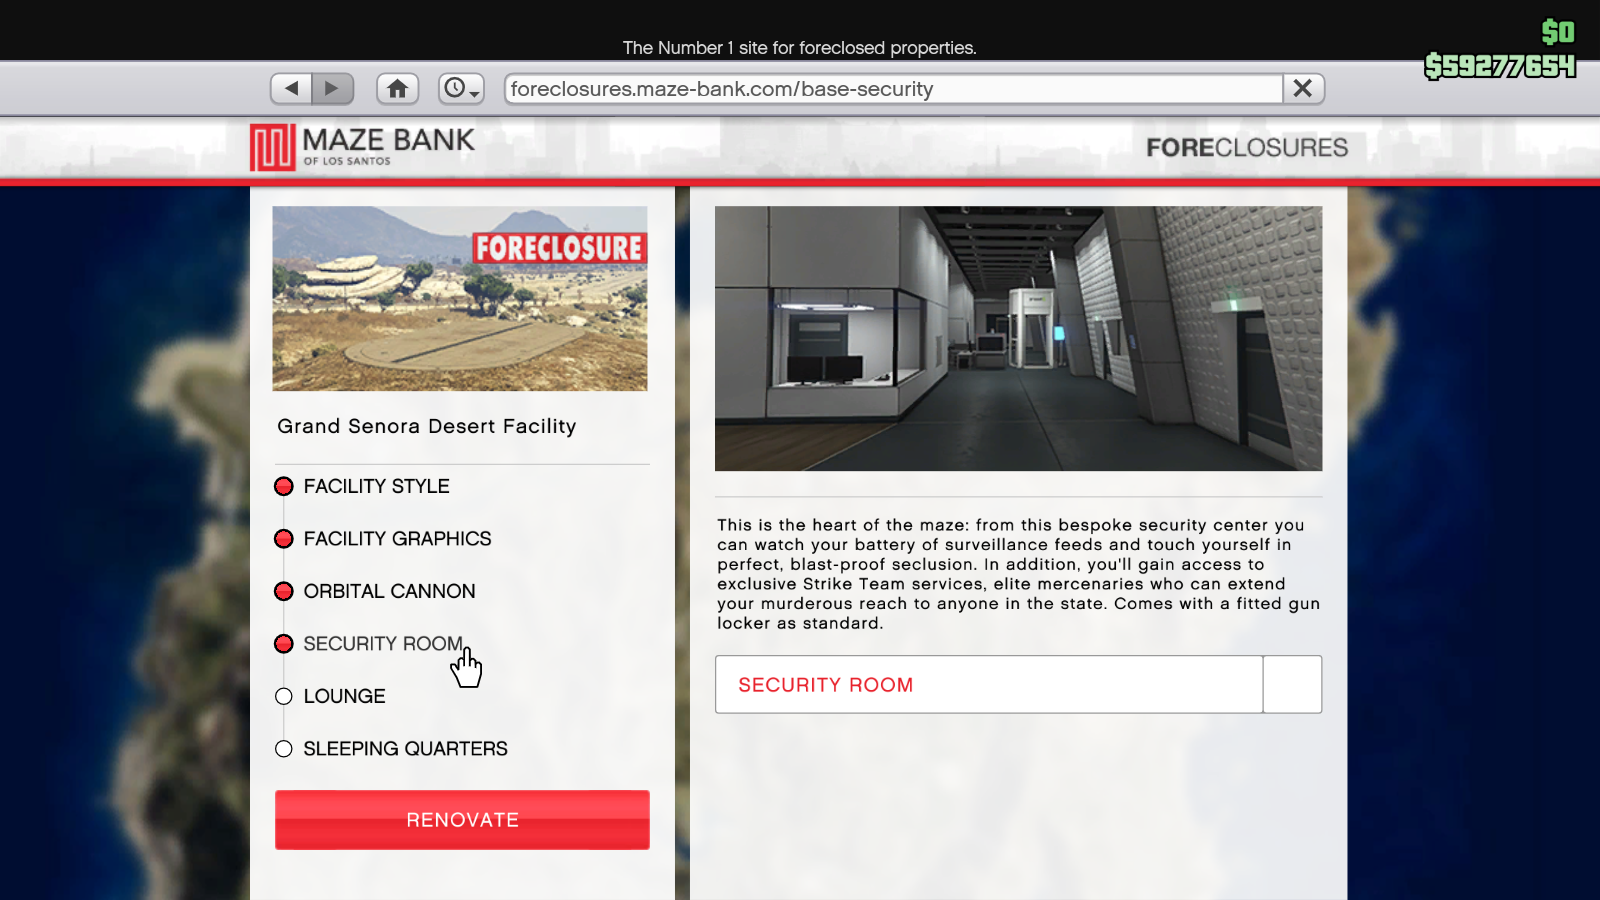 The Number 1 site for foreclosed properties.
$0
$59277654
foreclosures.maze-bank.com/base-security
MAZE BANK
OF LOS SANTOS
FORECLOSURES
FORECLOSURE
Grand Senora Desert Facility
FACILITY STYLE
FACILITY GRAPHICS
ORBITAL CANNON
SECURITY ROOM
LOUNGE
SLEEPING QUARTERS
RENOVATE
This is the heart of the maze: from this bespoke security center you
can watch your battery of surveillance feeds and touch yourself in
perfect, blast-proof seclusion. In addition, you'll gain access to
exclusive Strike Team services, elite mercenaries who can extend
your murderous reach to anyone in the state. Comes with a fitted gun
locker as standard.
SECURITY ROOM